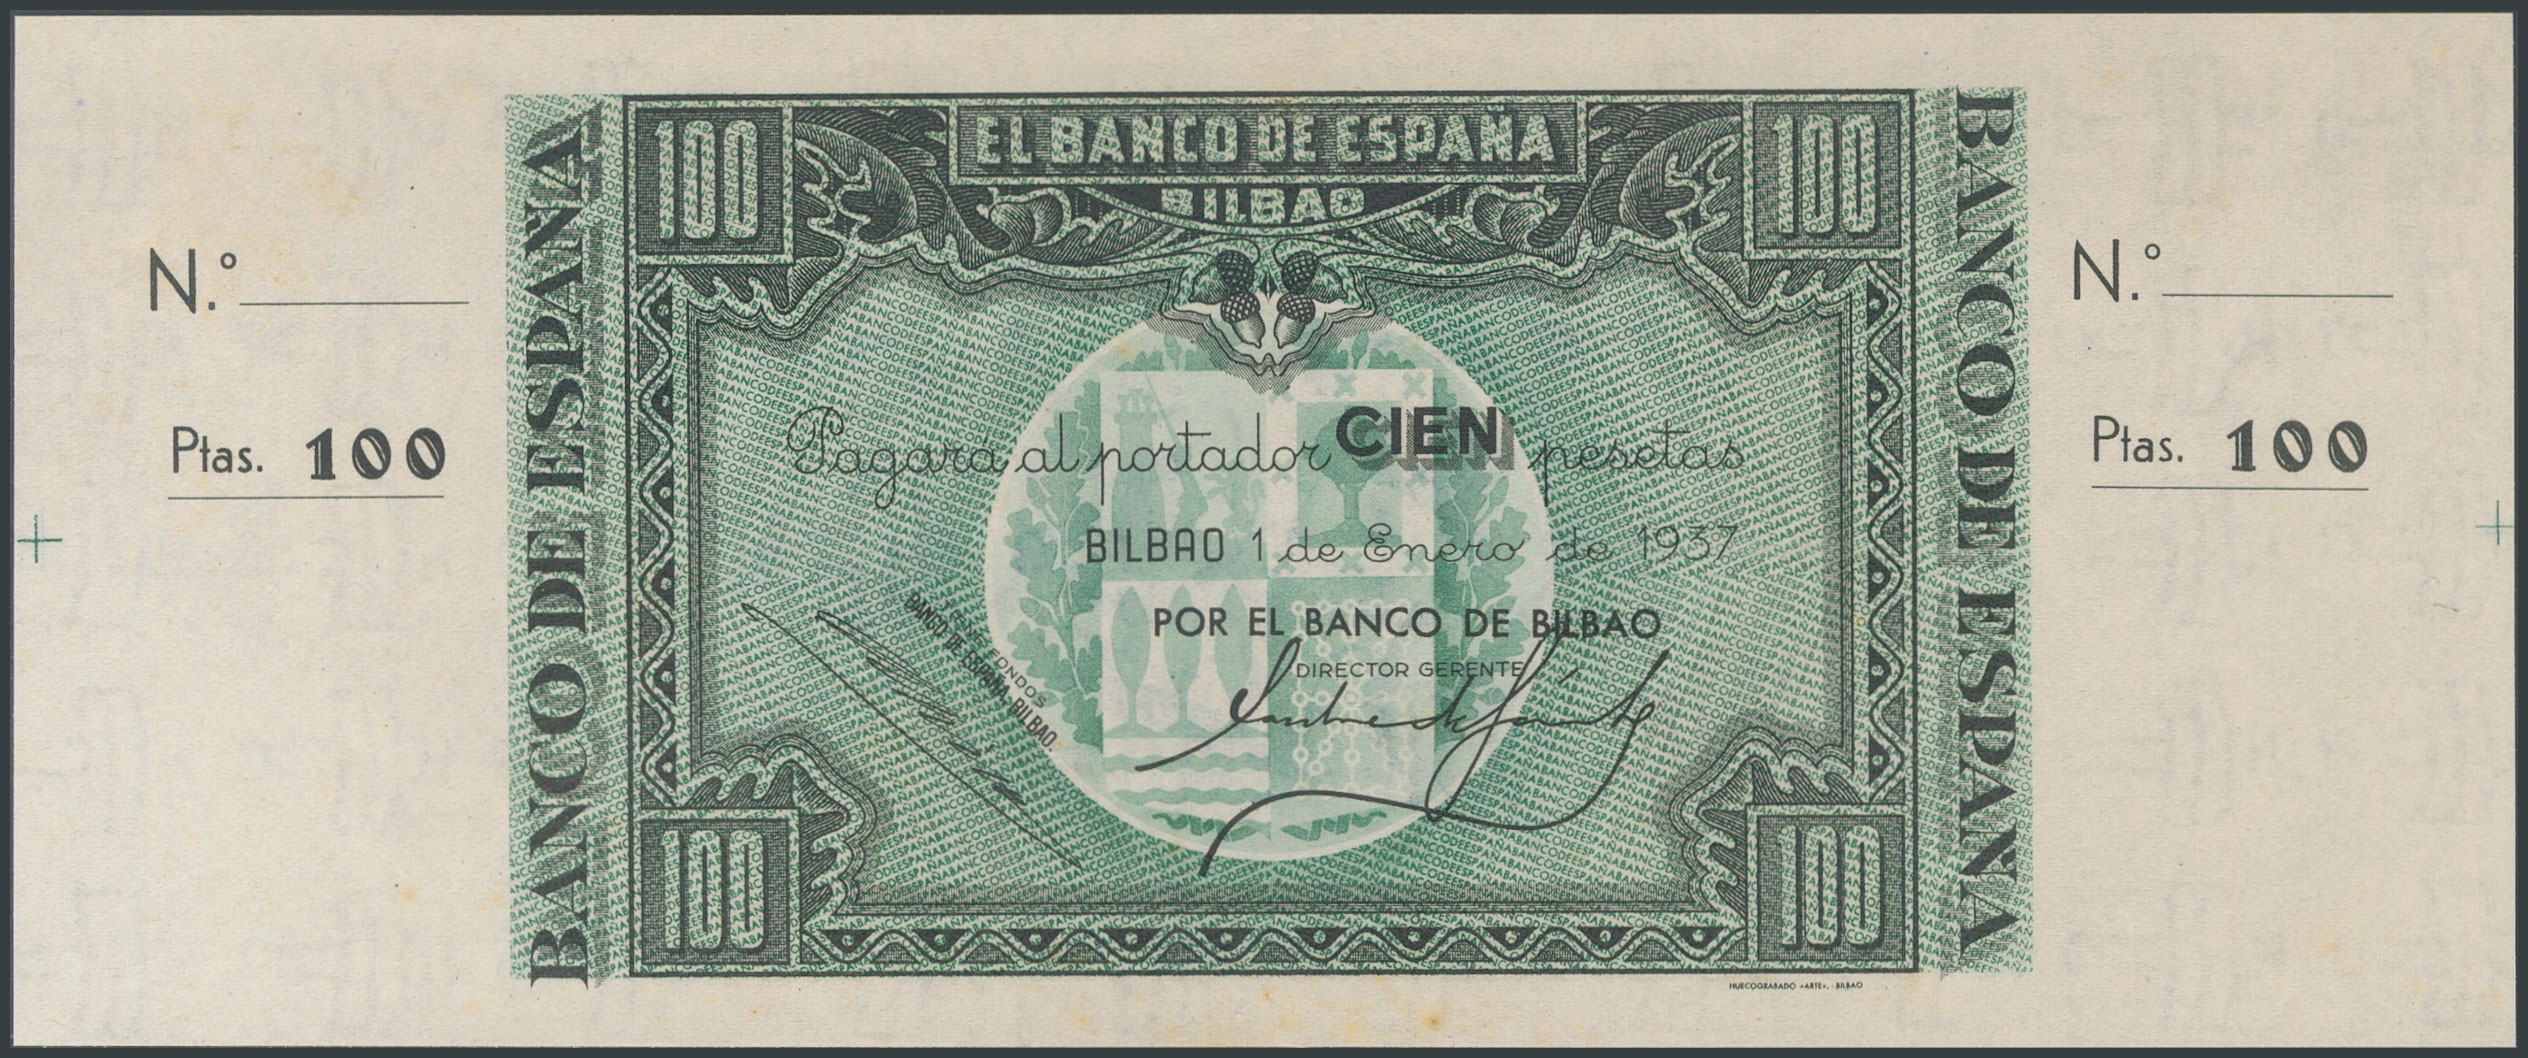 EL BANCO DE ESPAÑA
BILBAO
100
100
BANCO DE ESPAÑA
BANCO DE ESPAÑA
N.º
Ptas. 100
N.º
Ptas. 100
Pagará al portador CIEN pesetas
BILBAO 1 de Enero de 1937
POR EL BANCO DE BILBAO
DIRECTOR GERENTE
FONDOS
BANCO DE ESPAÑA-BILBAO.
100
100
HUECOGRABADO «ARTE». - BILBAO